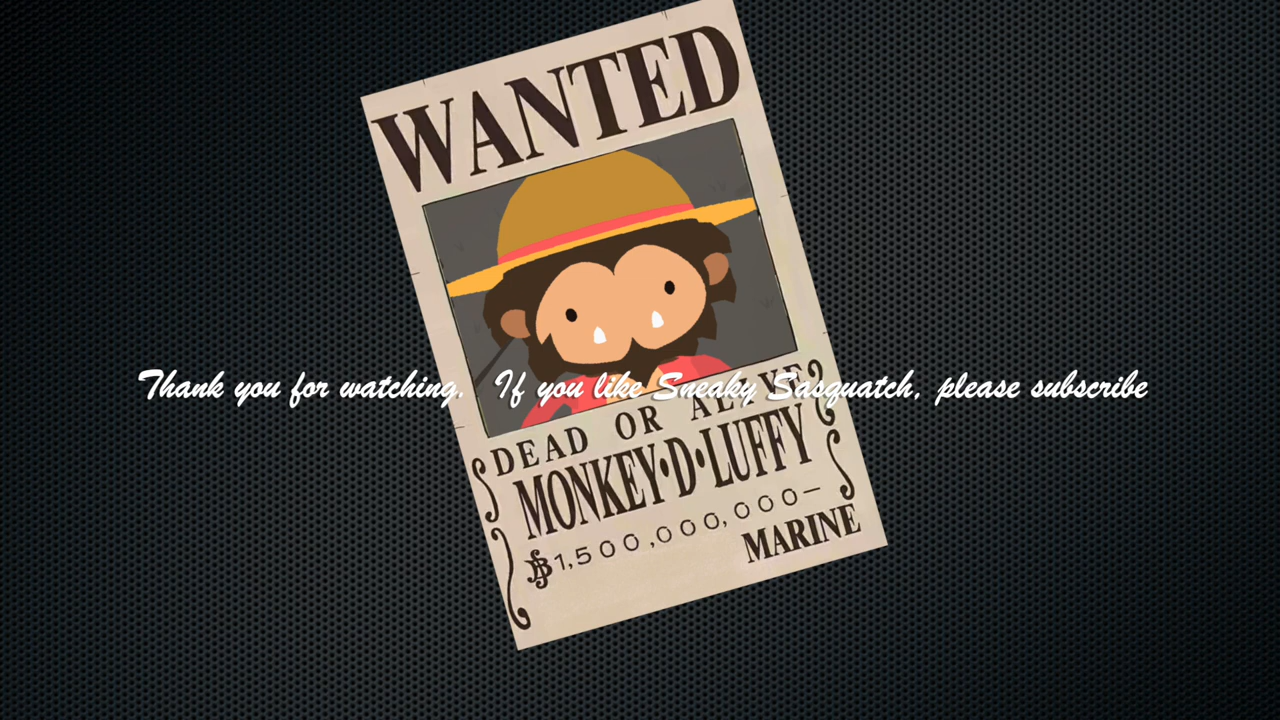 WANTED
Thank you for watching. If you like Sneaky Sasquatch, please subscribe
DEAD OR ALIVE
MONKEY•D•LUFFY
฿1,500,000,000–
MARINE